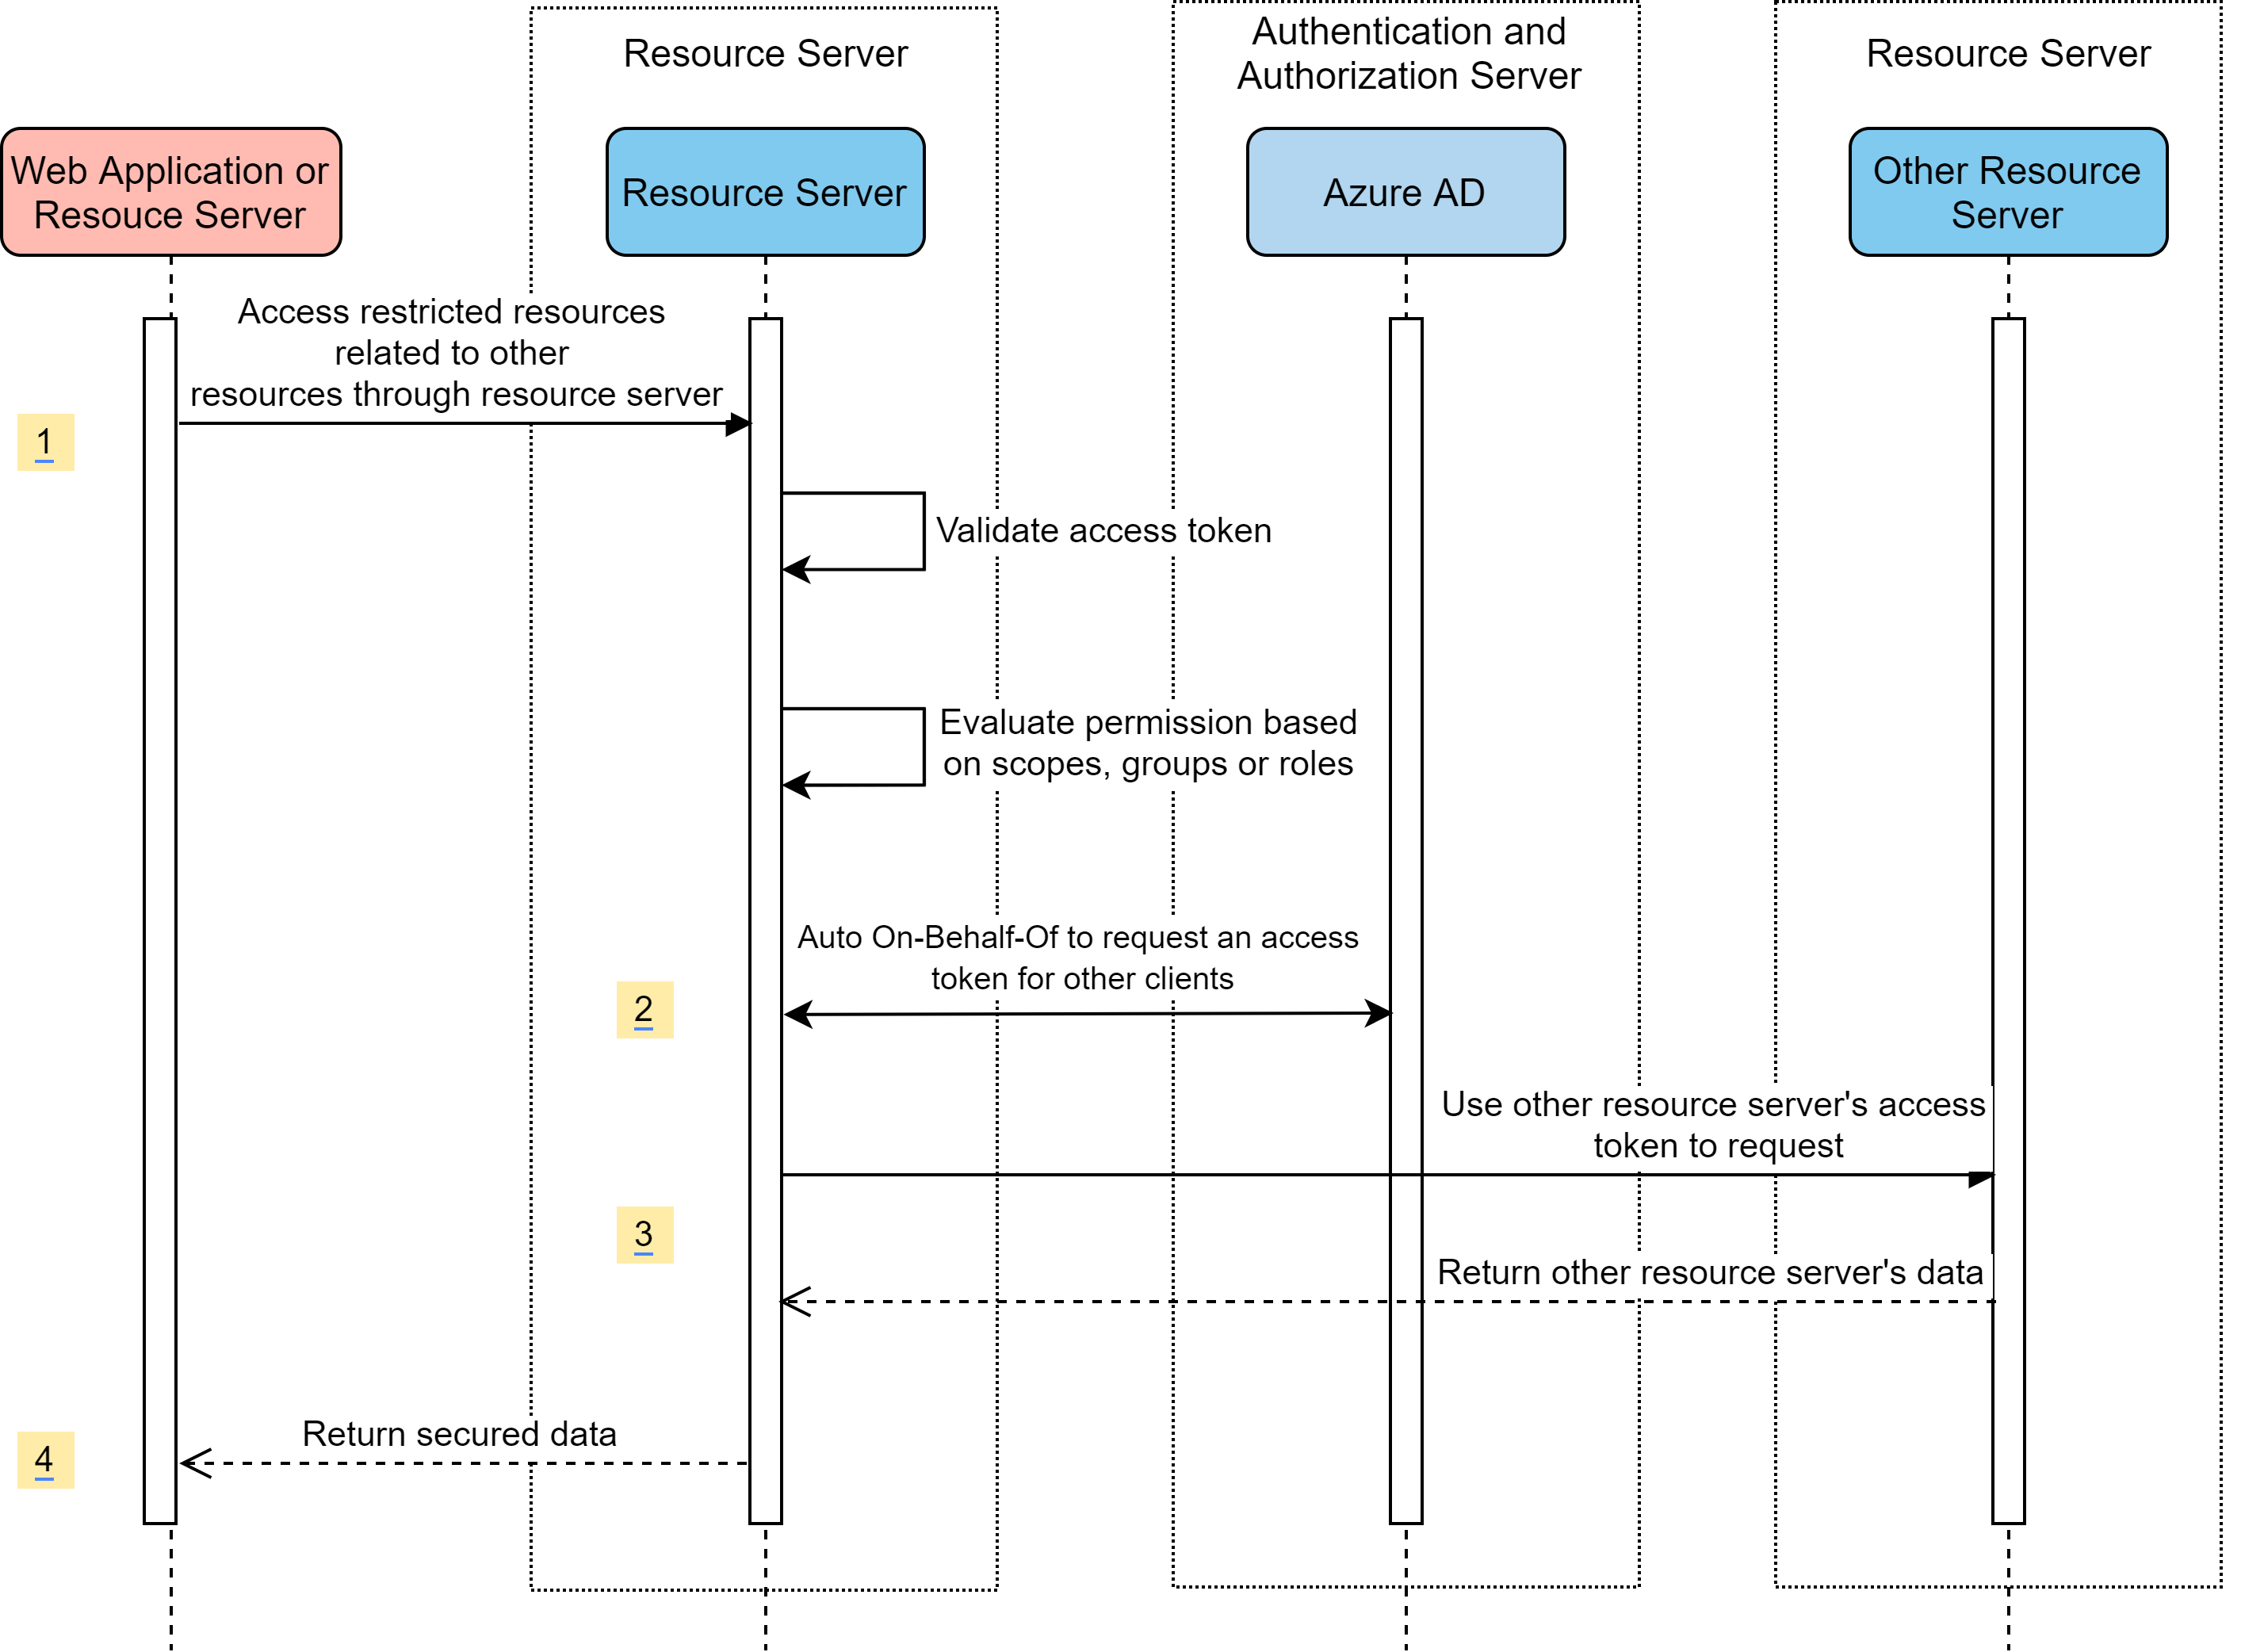 Resource Server
Authentication and
Authorization Server
Resource Server
Web Application or
Resouce Server
Resource Server
Azure AD
Other Resource
Server
Access restricted resources
related to other
resources through resource server
1
Validate access token
Evaluate permission based
on scopes, groups or roles
Auto On-Behalf-Of to request an access
token for other clients
2
Use other resource server's access
token to request
3
Return other resource server's data
Return secured data
4